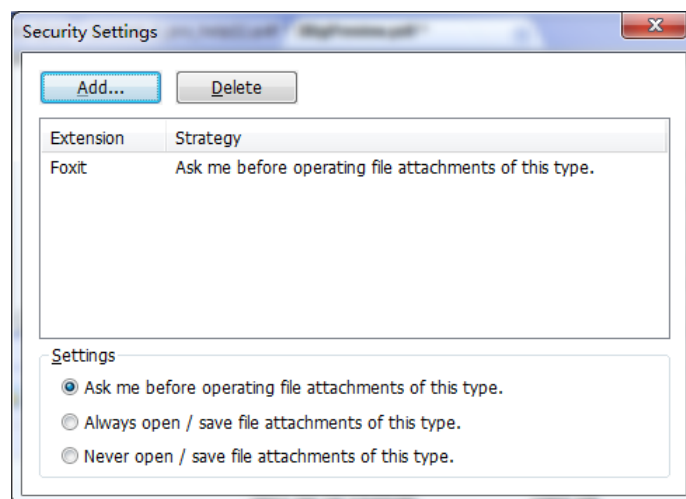 Security Settings
Add...
Delete
Extension Strategy
Foxit Ask me before operating file attachments of this type.
Settings
Ask me before operating file attachments of this type.
Always open / save file attachments of this type.
Never open / save file attachments of this type.